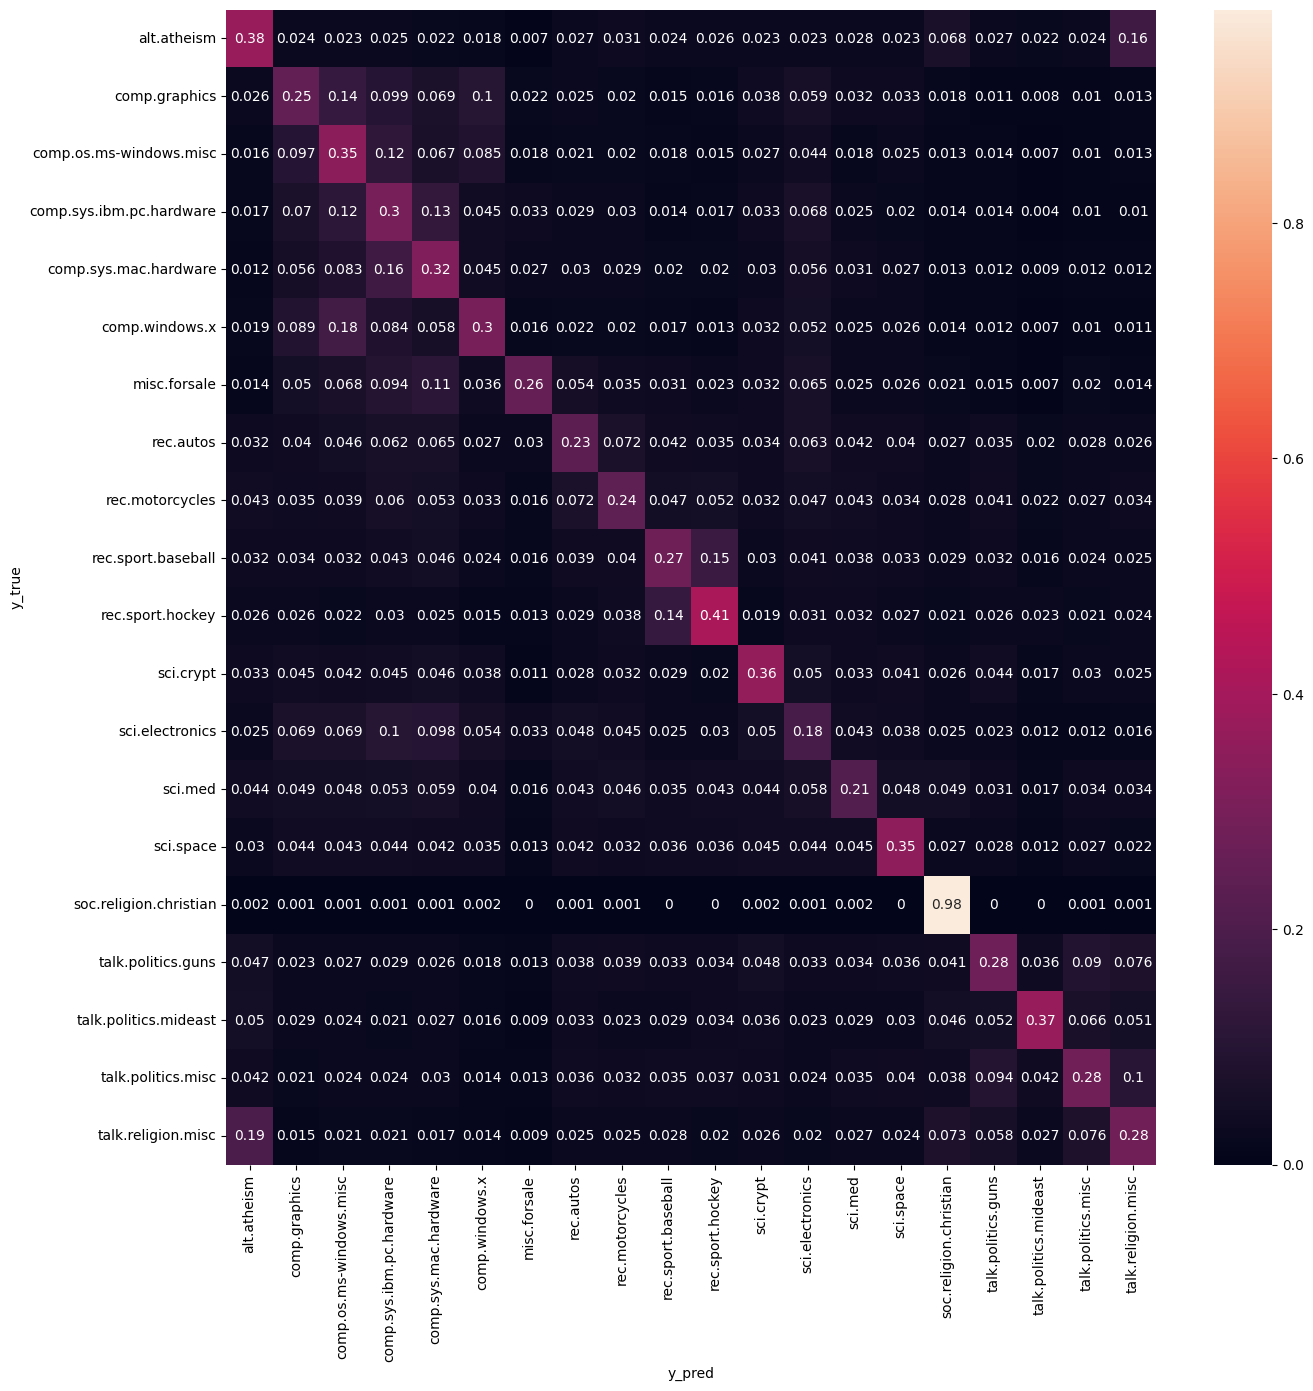 alt.atheism 0.38 0.024 0.023 0.025 0.022 0.018 0.007 0.027 0.031 0.024 0.026 0.023 0.023 0.028 0.023 0.068 0.027 0.022 0.024 0.16
comp.graphics 0.026 0.25 0.14 0.099 0.069 0.1 0.022 0.025 0.02 0.015 0.016 0.038 0.059 0.032 0.033 0.018 0.011 0.008 0.01 0.013
comp.os.ms-windows.misc 0.016 0.097 0.35 0.12 0.067 0.085 0.018 0.021 0.02 0.018 0.015 0.027 0.044 0.018 0.025 0.013 0.014 0.007 0.01 0.013
comp.sys.ibm.pc.hardware 0.017 0.07 0.12 0.3 0.13 0.045 0.033 0.029 0.03 0.014 0.017 0.033 0.068 0.025 0.02 0.014 0.014 0.004 0.01 0.01
0.8
comp.sys.mac.hardware 0.012 0.056 0.083 0.16 0.32 0.045 0.027 0.03 0.029 0.02 0.02 0.03 0.056 0.031 0.027 0.013 0.012 0.009 0.012 0.012
comp.windows.x 0.019 0.089 0.18 0.084 0.058 0.3 0.016 0.022 0.02 0.017 0.013 0.032 0.052 0.025 0.026 0.014 0.012 0.007 0.01 0.011
misc.forsale 0.014 0.05 0.068 0.094 0.11 0.036 0.26 0.054 0.035 0.031 0.023 0.032 0.065 0.025 0.026 0.021 0.015 0.007 0.02 0.014
rec.autos 0.032 0.04 0.046 0.062 0.065 0.027 0.03 0.23 0.072 0.042 0.035 0.034 0.063 0.042 0.04 0.027 0.035 0.02 0.028 0.026
0.6
rec.motorcycles 0.043 0.035 0.039 0.06 0.053 0.033 0.016 0.072 0.24 0.047 0.052 0.032 0.047 0.043 0.034 0.028 0.041 0.022 0.027 0.034
rec.sport.baseball 0.032 0.034 0.032 0.043 0.046 0.024 0.016 0.039 0.04 0.27 0.15 0.03 0.041 0.038 0.033 0.029 0.032 0.016 0.024 0.025
y_true
rec.sport.hockey 0.026 0.026 0.022 0.03 0.025 0.015 0.013 0.029 0.038 0.14 0.41 0.019 0.031 0.032 0.027 0.021 0.026 0.023 0.021 0.024
sci.crypt 0.033 0.045 0.042 0.045 0.046 0.038 0.011 0.028 0.032 0.029 0.02 0.36 0.05 0.033 0.041 0.026 0.044 0.017 0.03 0.025
0.4
sci.electronics 0.025 0.069 0.069 0.1 0.098 0.054 0.033 0.048 0.045 0.025 0.03 0.05 0.18 0.043 0.038 0.025 0.023 0.012 0.012 0.016
sci.med 0.044 0.049 0.048 0.053 0.059 0.04 0.016 0.043 0.046 0.035 0.043 0.044 0.058 0.21 0.048 0.049 0.031 0.017 0.034 0.034
sci.space 0.03 0.044 0.043 0.044 0.042 0.035 0.013 0.042 0.032 0.036 0.036 0.045 0.044 0.045 0.35 0.027 0.028 0.012 0.027 0.022
soc.religion.christian 0.002 0.001 0.001 0.001 0.001 0.002 0 0.001 0.001 0 0 0.002 0.001 0.002 0 0.98 0 0 0.001 0.001
0.2
talk.politics.guns 0.047 0.023 0.027 0.029 0.026 0.018 0.013 0.038 0.039 0.033 0.034 0.048 0.033 0.034 0.036 0.041 0.28 0.036 0.09 0.076
talk.politics.mideast 0.05 0.029 0.024 0.021 0.027 0.016 0.009 0.033 0.023 0.029 0.034 0.036 0.023 0.029 0.03 0.046 0.052 0.37 0.066 0.051
talk.politics.misc 0.042 0.021 0.024 0.024 0.03 0.014 0.013 0.036 0.032 0.035 0.037 0.031 0.024 0.035 0.04 0.038 0.094 0.042 0.28 0.1
talk.religion.misc 0.19 0.015 0.021 0.021 0.017 0.014 0.009 0.025 0.025 0.028 0.02 0.026 0.02 0.027 0.024 0.073 0.058 0.027 0.076 0.28
0.0
alt.atheism
comp.graphics
comp.os.ms-windows.misc
comp.sys.ibm.pc.hardware
comp.sys.mac.hardware
comp.windows.x
misc.forsale
rec.autos
rec.motorcycles
rec.sport.baseball
rec.sport.hockey
sci.crypt
sci.electronics
sci.med
sci.space
soc.religion.christian
talk.politics.guns
talk.politics.mideast
talk.politics.misc
talk.religion.misc
y_pred